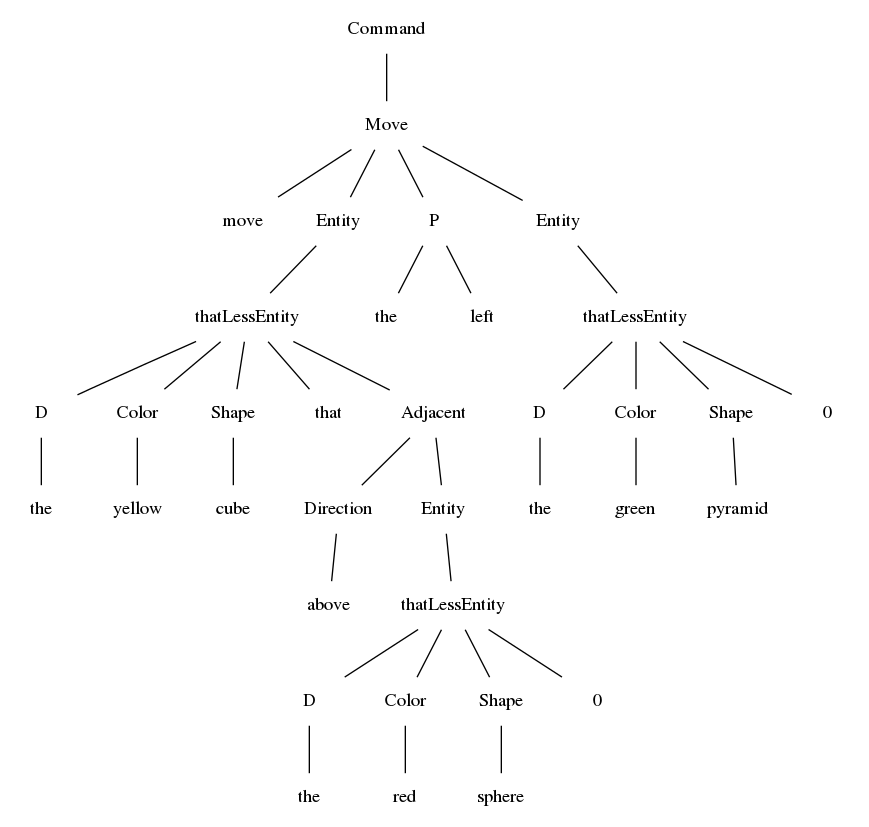 Command
Move
move Entity P Entity
thatLessEntity the left thatLessEntity
D Color Shape that Adjacent D Color Shape 0
the yellow cube Direction Entity the green pyramid
above thatLessEntity
D Color Shape 0
the red sphere